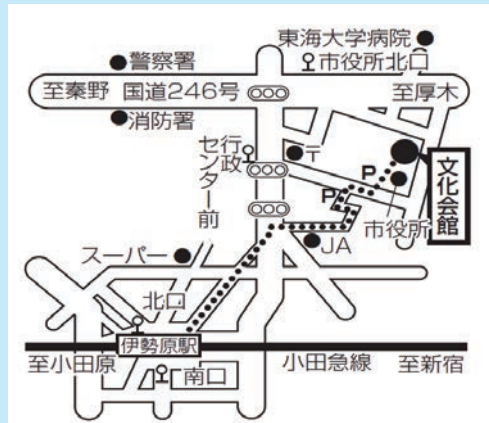 東海大学病院
警察署
市役所北口
至秦野 国道246号
至厚木
消防署
行政
センター前
〒
P
P
文化会館
市役所
JA
スーパー
北口
伊勢原駅
至小田原
小田急線
至新宿
南口